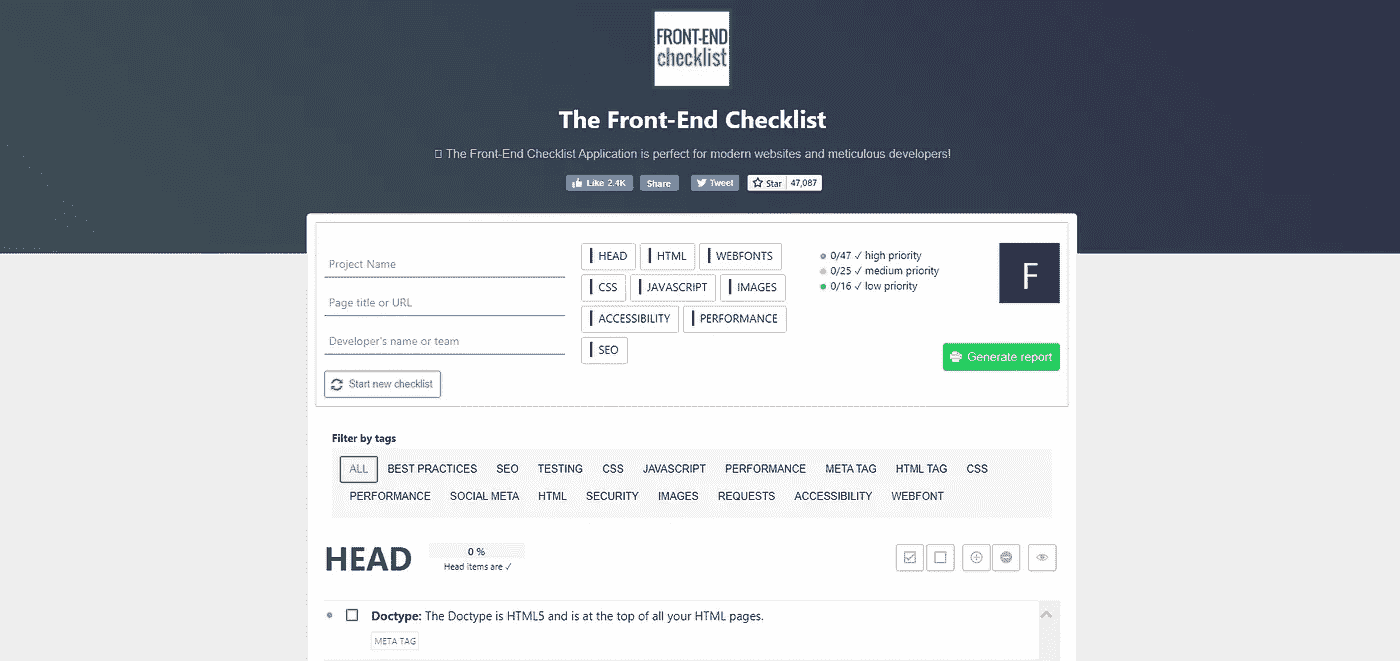 FRONT-END
checklist
The Front-End Checklist
The Front-End Checklist Application is perfect for modern websites and meticulous developers!
Like 2.4K Share Tweet Star 47,087
Project Name
Page title or URL
Developer's name or team
Start new checklist
HEAD HTML WEBFONTS
CSS JAVASCRIPT IMAGES
ACCESSIBILITY PERFORMANCE
SEO
0/47 ✓ high priority
0/25 ✓ medium priority
0/16 ✓ low priority
F
Generate report
Filter by tags
ALL BEST PRACTICES SEO TESTING CSS JAVASCRIPT PERFORMANCE META TAG HTML TAG CSS
PERFORMANCE SOCIAL META HTML SECURITY IMAGES REQUESTS ACCESSIBILITY WEBFONT
HEAD
0 %
Head items are ✓
Doctype: The Doctype is HTML5 and is at the top of all your HTML pages.
META TAG